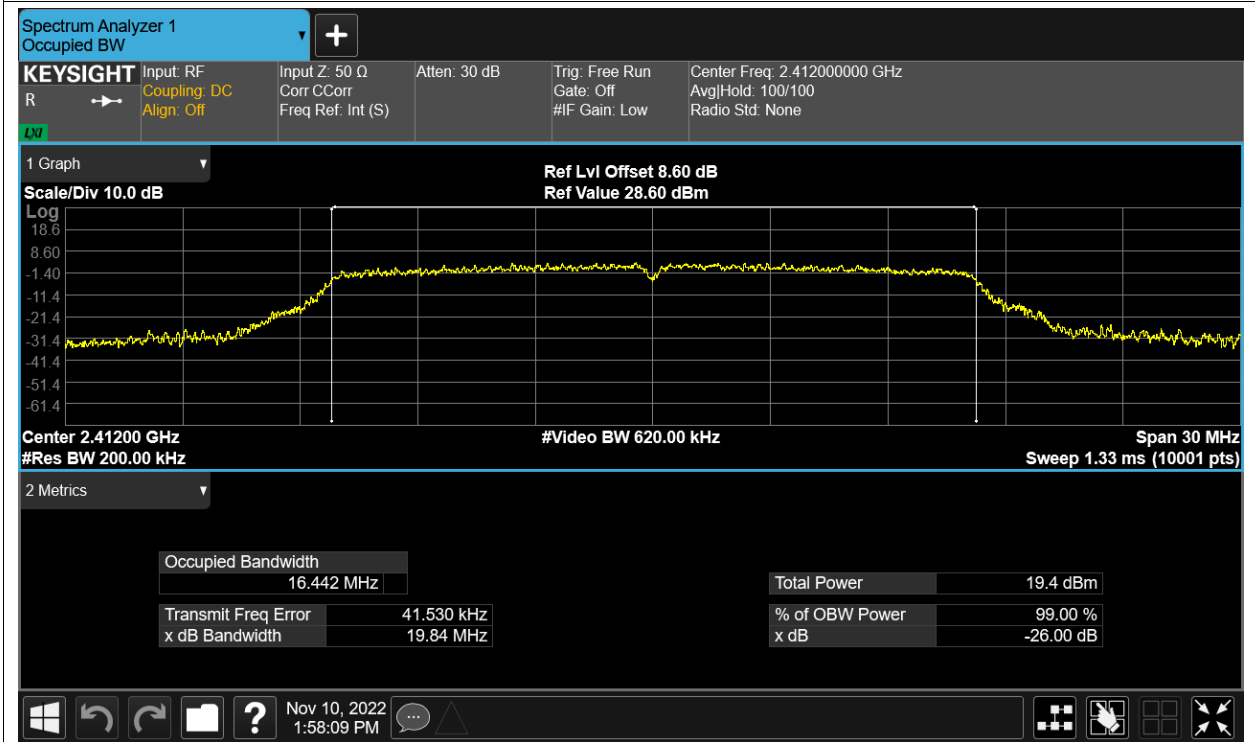 Spectrum Analyzer 1
Occupied BW
KEYSIGHT
R
LXI
Input: RF
Coupling: DC
Align: Off
Input Z: 50 Ω
Corr CCorr
Freq Ref: Int (S)
Atten: 30 dB
Trig: Free Run
Gate: Off
#IF Gain: Low
Center Freq: 2.412000000 GHz
Avg|Hold: 100/100
Radio Std: None
1 Graph
Scale/Div 10.0 dB
Ref Lvl Offset 8.60 dB
Ref Value 28.60 dBm
Log
18.6
8.60
-1.40
-11.4
-21.4
-31.4
-41.4
-51.4
-61.4
Center 2.41200 GHz
#Res BW 200.00 kHz
#Video BW 620.00 kHz
Span 30 MHz
Sweep 1.33 ms (10001 pts)
2 Metrics
Occupied Bandwidth
16.442 MHz
Transmit Freq Error 41.530 kHz
x dB Bandwidth 19.84 MHz
Total Power 19.4 dBm
% of OBW Power 99.00 %
x dB -26.00 dB
?
Nov 10, 2022
1:58:09 PM